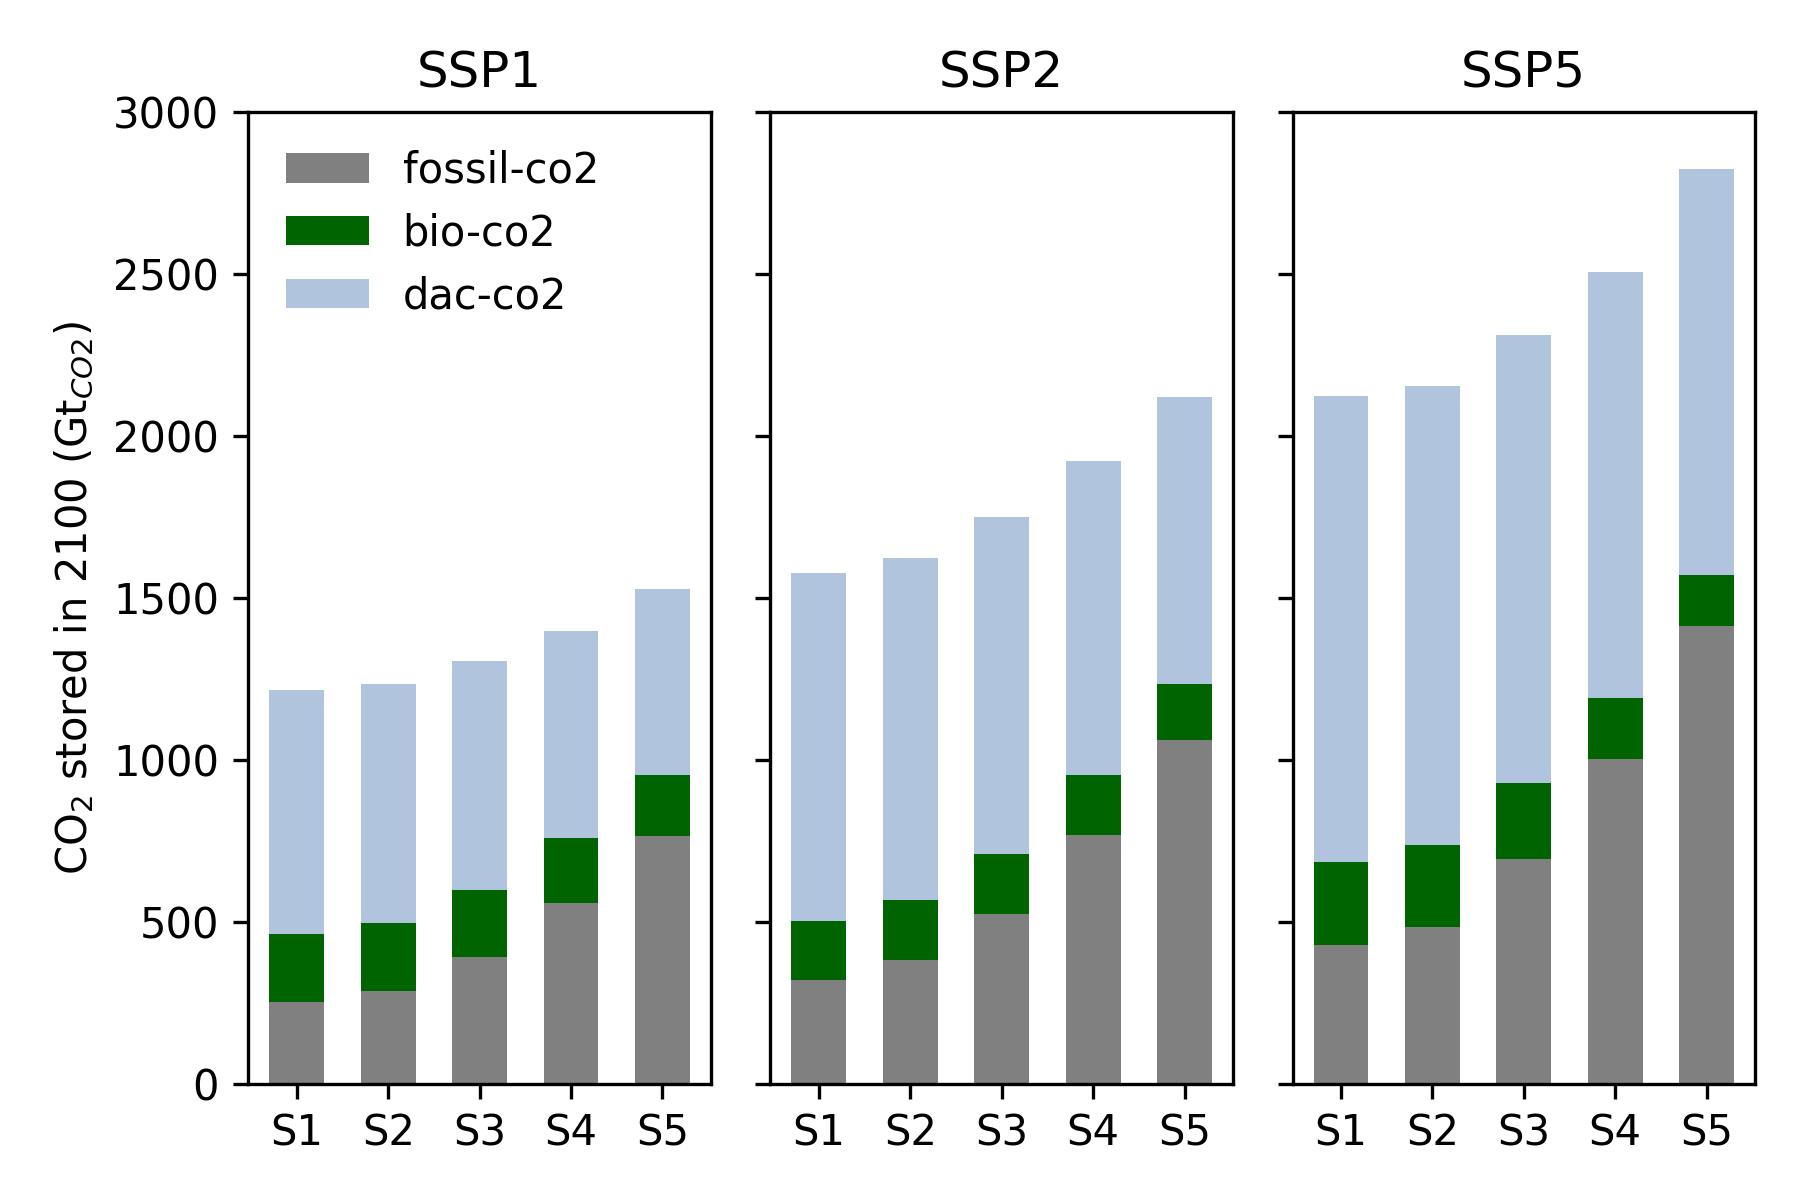 SSP1
SSP2
SSP5
3000
2500
2000
1500
1000
500
0
CO₂ stored in 2100 (Gt_CO2)
fossil-co2
bio-co2
dac-co2
S1 S2 S3 S4 S5
S1 S2 S3 S4 S5
S1 S2 S3 S4 S5